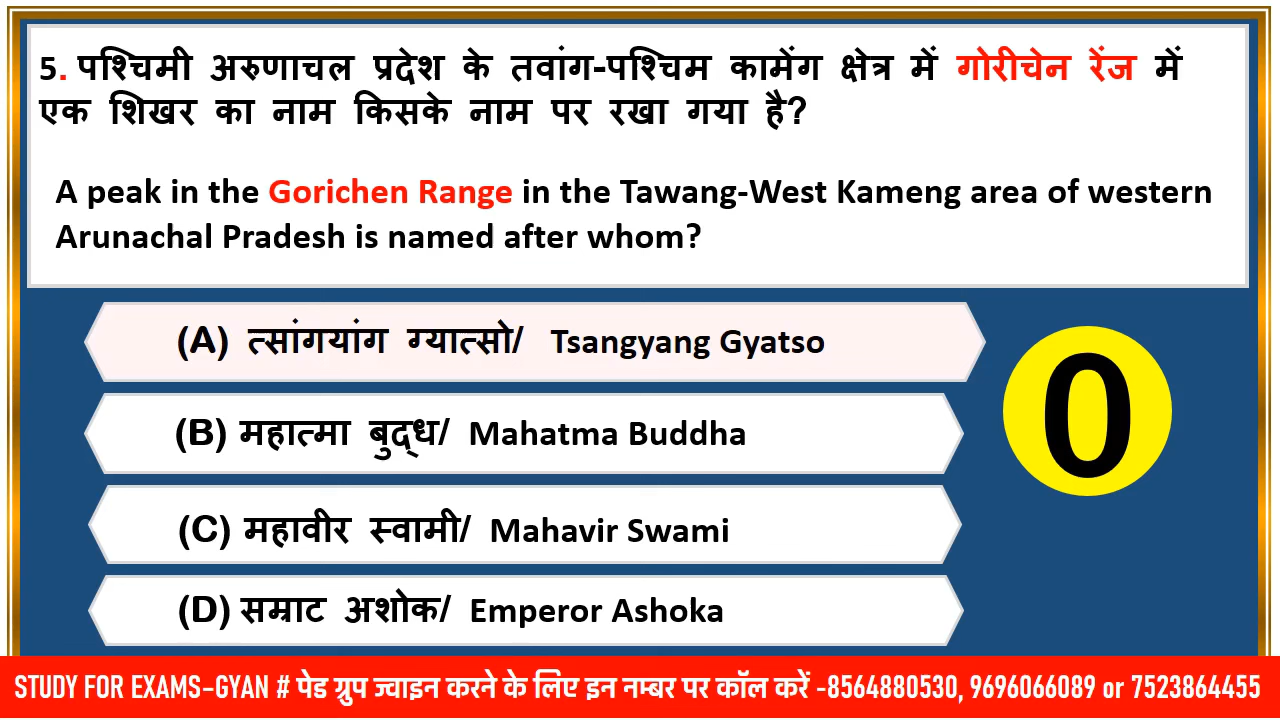 5. पश्चिमी अरुणाचल प्रदेश के तवांग-पश्चिम कामेंग क्षेत्र में गोरीचेन रेंज में
एक शिखर का नाम किसके नाम पर रखा गया है?
A peak in the Gorichen Range in the Tawang-West Kameng area of western
Arunachal Pradesh is named after whom?
(A) त्सांगयांग ग्यात्सो/ Tsangyang Gyatso
(B) महात्मा बुद्ध/ Mahatma Buddha
(C) महावीर स्वामी/ Mahavir Swami
(D) सम्राट अशोक/ Emperor Ashoka
0
STUDY FOR EXAMS-GYAN # पेड ग्रुप ज्वाइन करने के लिए इन नम्बर पर कॉल करें -8564880530, 9696066089 or 7523864455